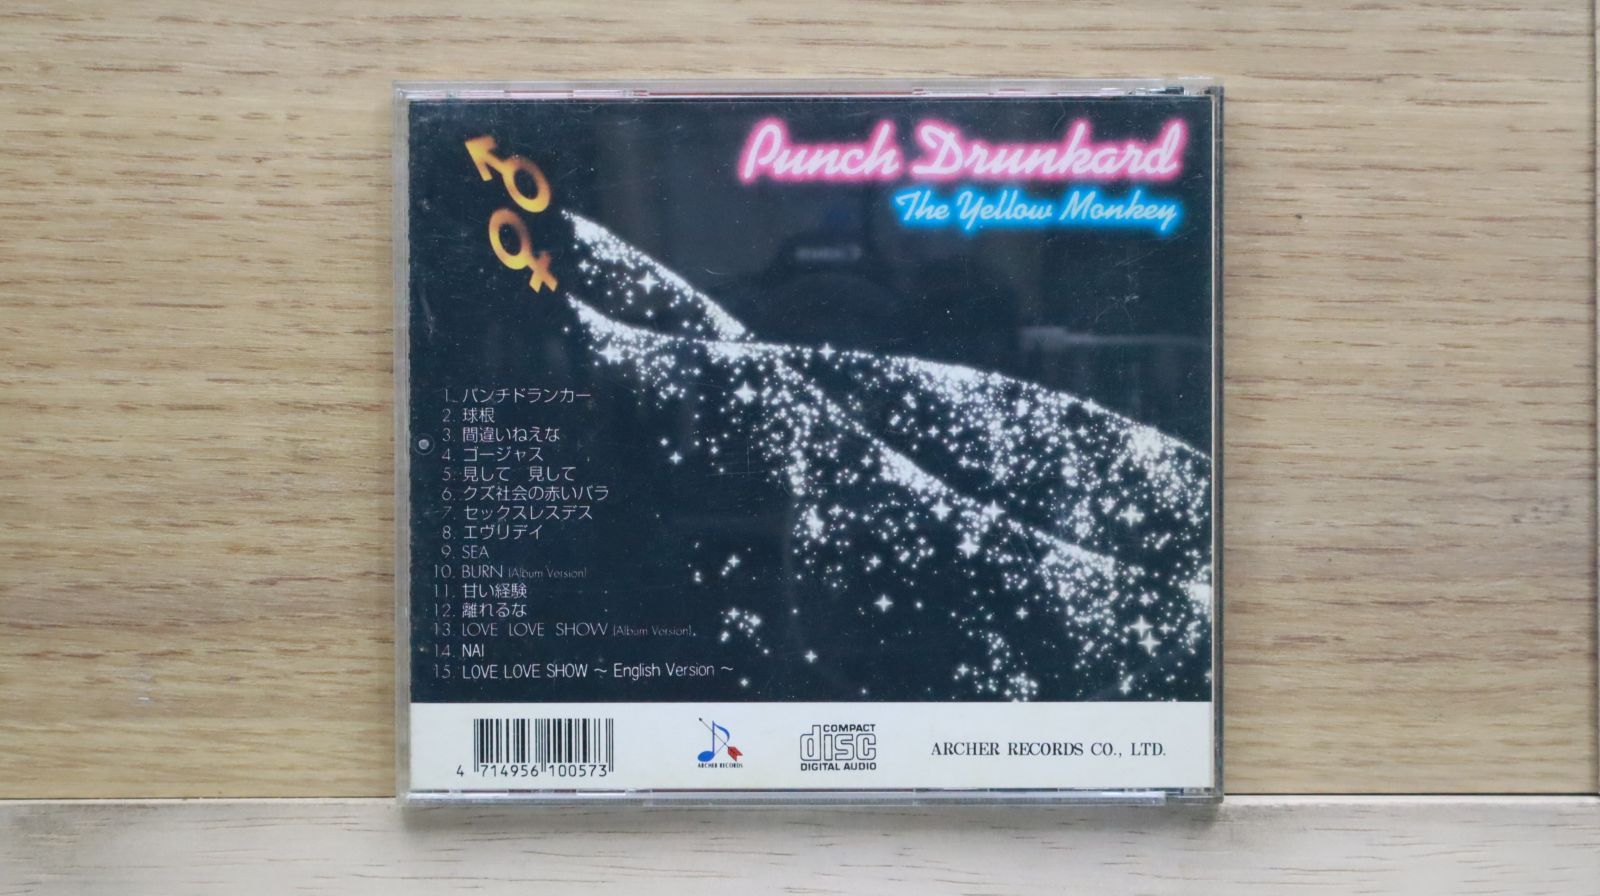 Punch Drunkard
The Yellow Monkey
1. パンチドランカー
2. 球根
3. 間違いねえな
4. ゴージャス
5. 見して 見して
6. クズ社会の赤いバラ
7. セックスレスデス
8. エヴリデイ
9. SEA
10. BURN (Album Version)
11. 甘い経験
12. 離れるな
13. LOVE LOVE SHOW (Album Version).
14. NAI
15. LOVE LOVE SHOW ～ English Version ～
4 714956 100573
ARCHER RECORDS
COMPACT
disc
DIGITAL AUDIO
ARCHER RECORDS CO., LTD.